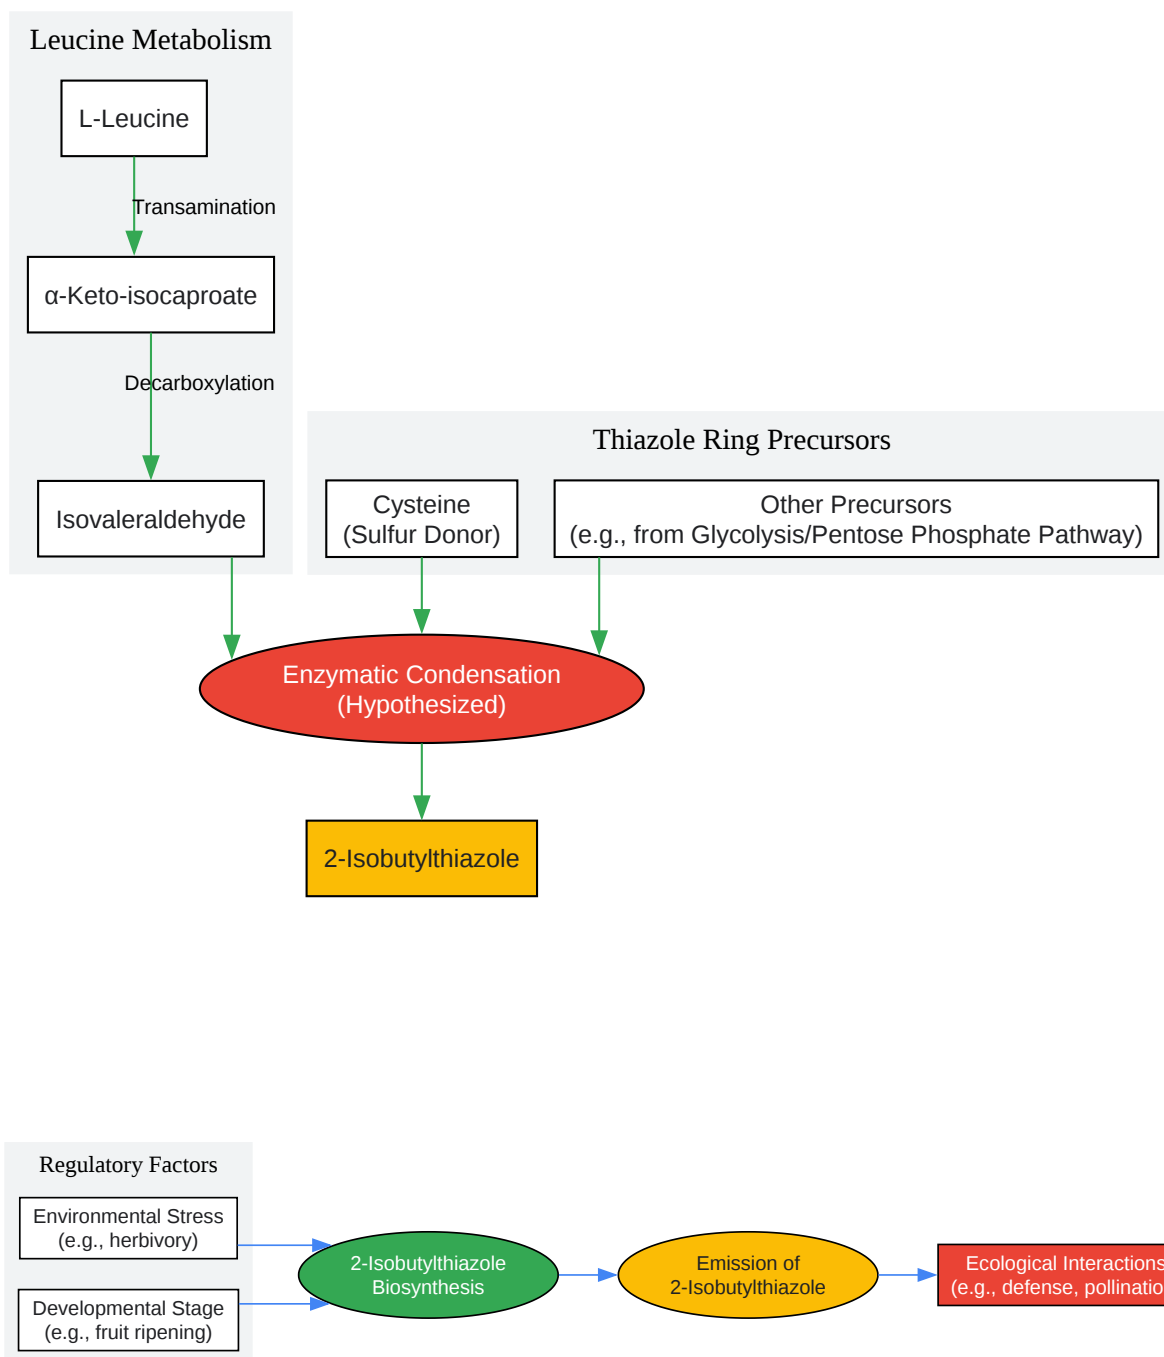 Leucine Metabolism
L-Leucine
Transamination
α-Keto-isocaproate
Decarboxylation
Isovaleraldehyde
Thiazole Ring Precursors
Cysteine
(Sulfur Donor)
Other Precursors
(e.g., from Glycolysis/Pentose Phosphate Pathway)
Enzymatic Condensation
(Hypothesized)
2-Isobutylthiazole
Regulatory Factors
Environmental Stress
(e.g., herbivory)
Developmental Stage
(e.g., fruit ripening)
2-Isobutylthiazole
Biosynthesis
Emission of
2-Isobutylthiazole
Ecological Interactions
(e.g., defense, pollinatio